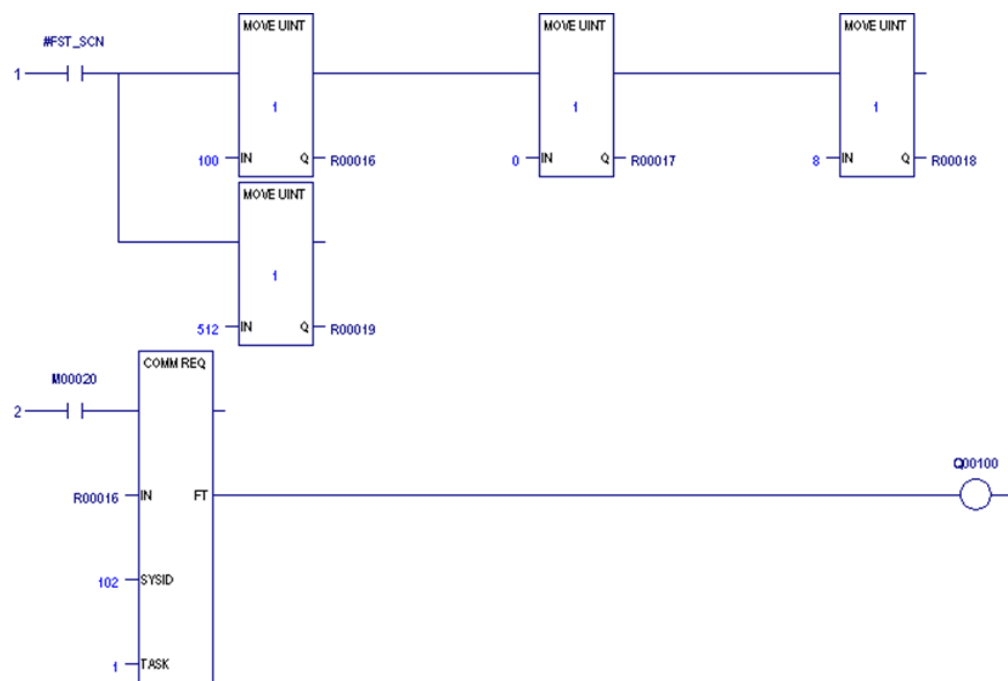 MOVE UINT MOVE UINT MOVE UINT
#FST_SCN
1
1 1 1
100 IN Q R00016 0 IN Q R00017 8 IN Q R00018
MOVE UINT
1
512 IN Q R00019
COMM REQ
M00020
2
Q00100
R00016 IN FT
102 SYSID
1 TASK